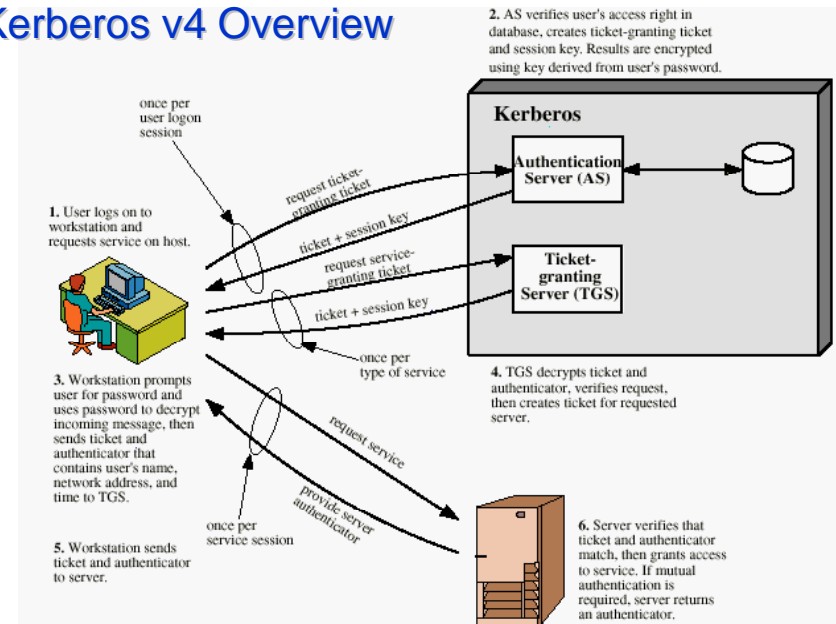 Kerberos v4 Overview
2. AS verifies user's access right in
database, creates ticket-granting ticket
and session key. Results are encrypted
using key derived from user's password.
once per
user logon
session
Kerberos
Authentication
Server (AS)
request ticket-
granting ticket
1. User logs on to
workstation and
requests service on host.
ticket + session key
request service-
granting ticket
Ticket-
granting
Server (TGS)
ticket + session key
once per
type of service
4. TGS decrypts ticket and
authenticator, verifies request,
then creates ticket for requested
server.
3. Workstation prompts
user for password and
uses password to decrypt
incoming message, then
sends ticket and
authenticator that
contains user's name,
network address, and
time to TGS.
request service
provide server
authenticator
once per
service session
5. Workstation sends
ticket and authenticator
to server.
6. Server verifies that
ticket and authenticator
match, then grants access
to service. If mutual
authentication is
required, server returns
an authenticator.